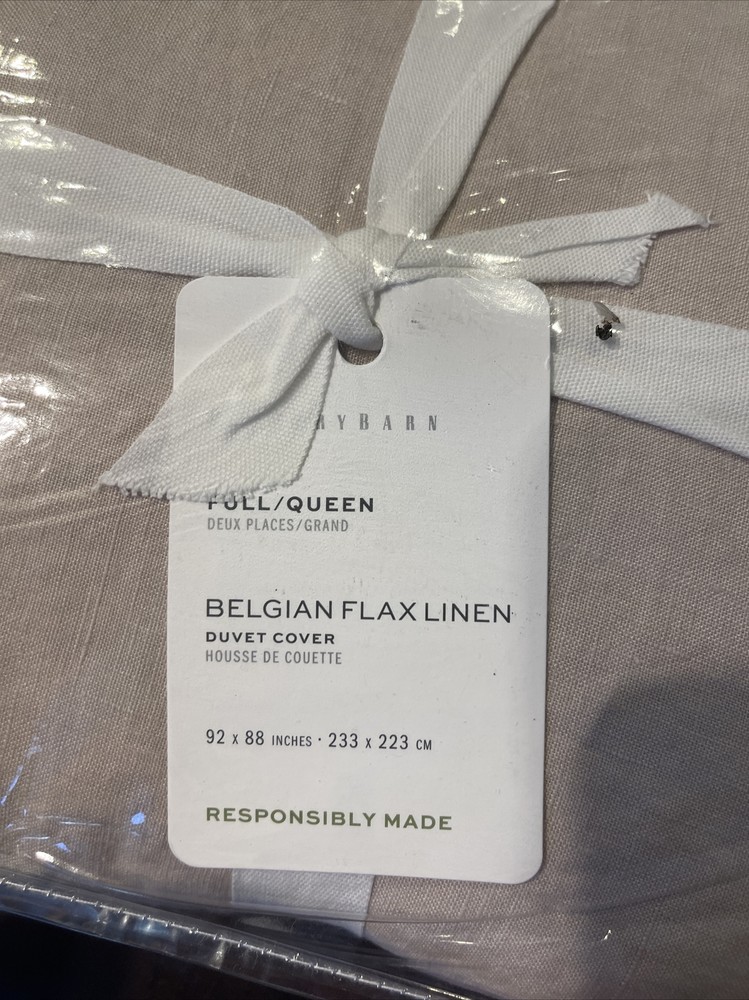 RYBARN
FULL/QUEEN
DEUX PLACES/GRAND
BELGIAN FLAX LINEN
DUVET COVER
HOUSSE DE COUETTE
92 x 88 INCHES · 233 x 223 CM
RESPONSIBLY MADE